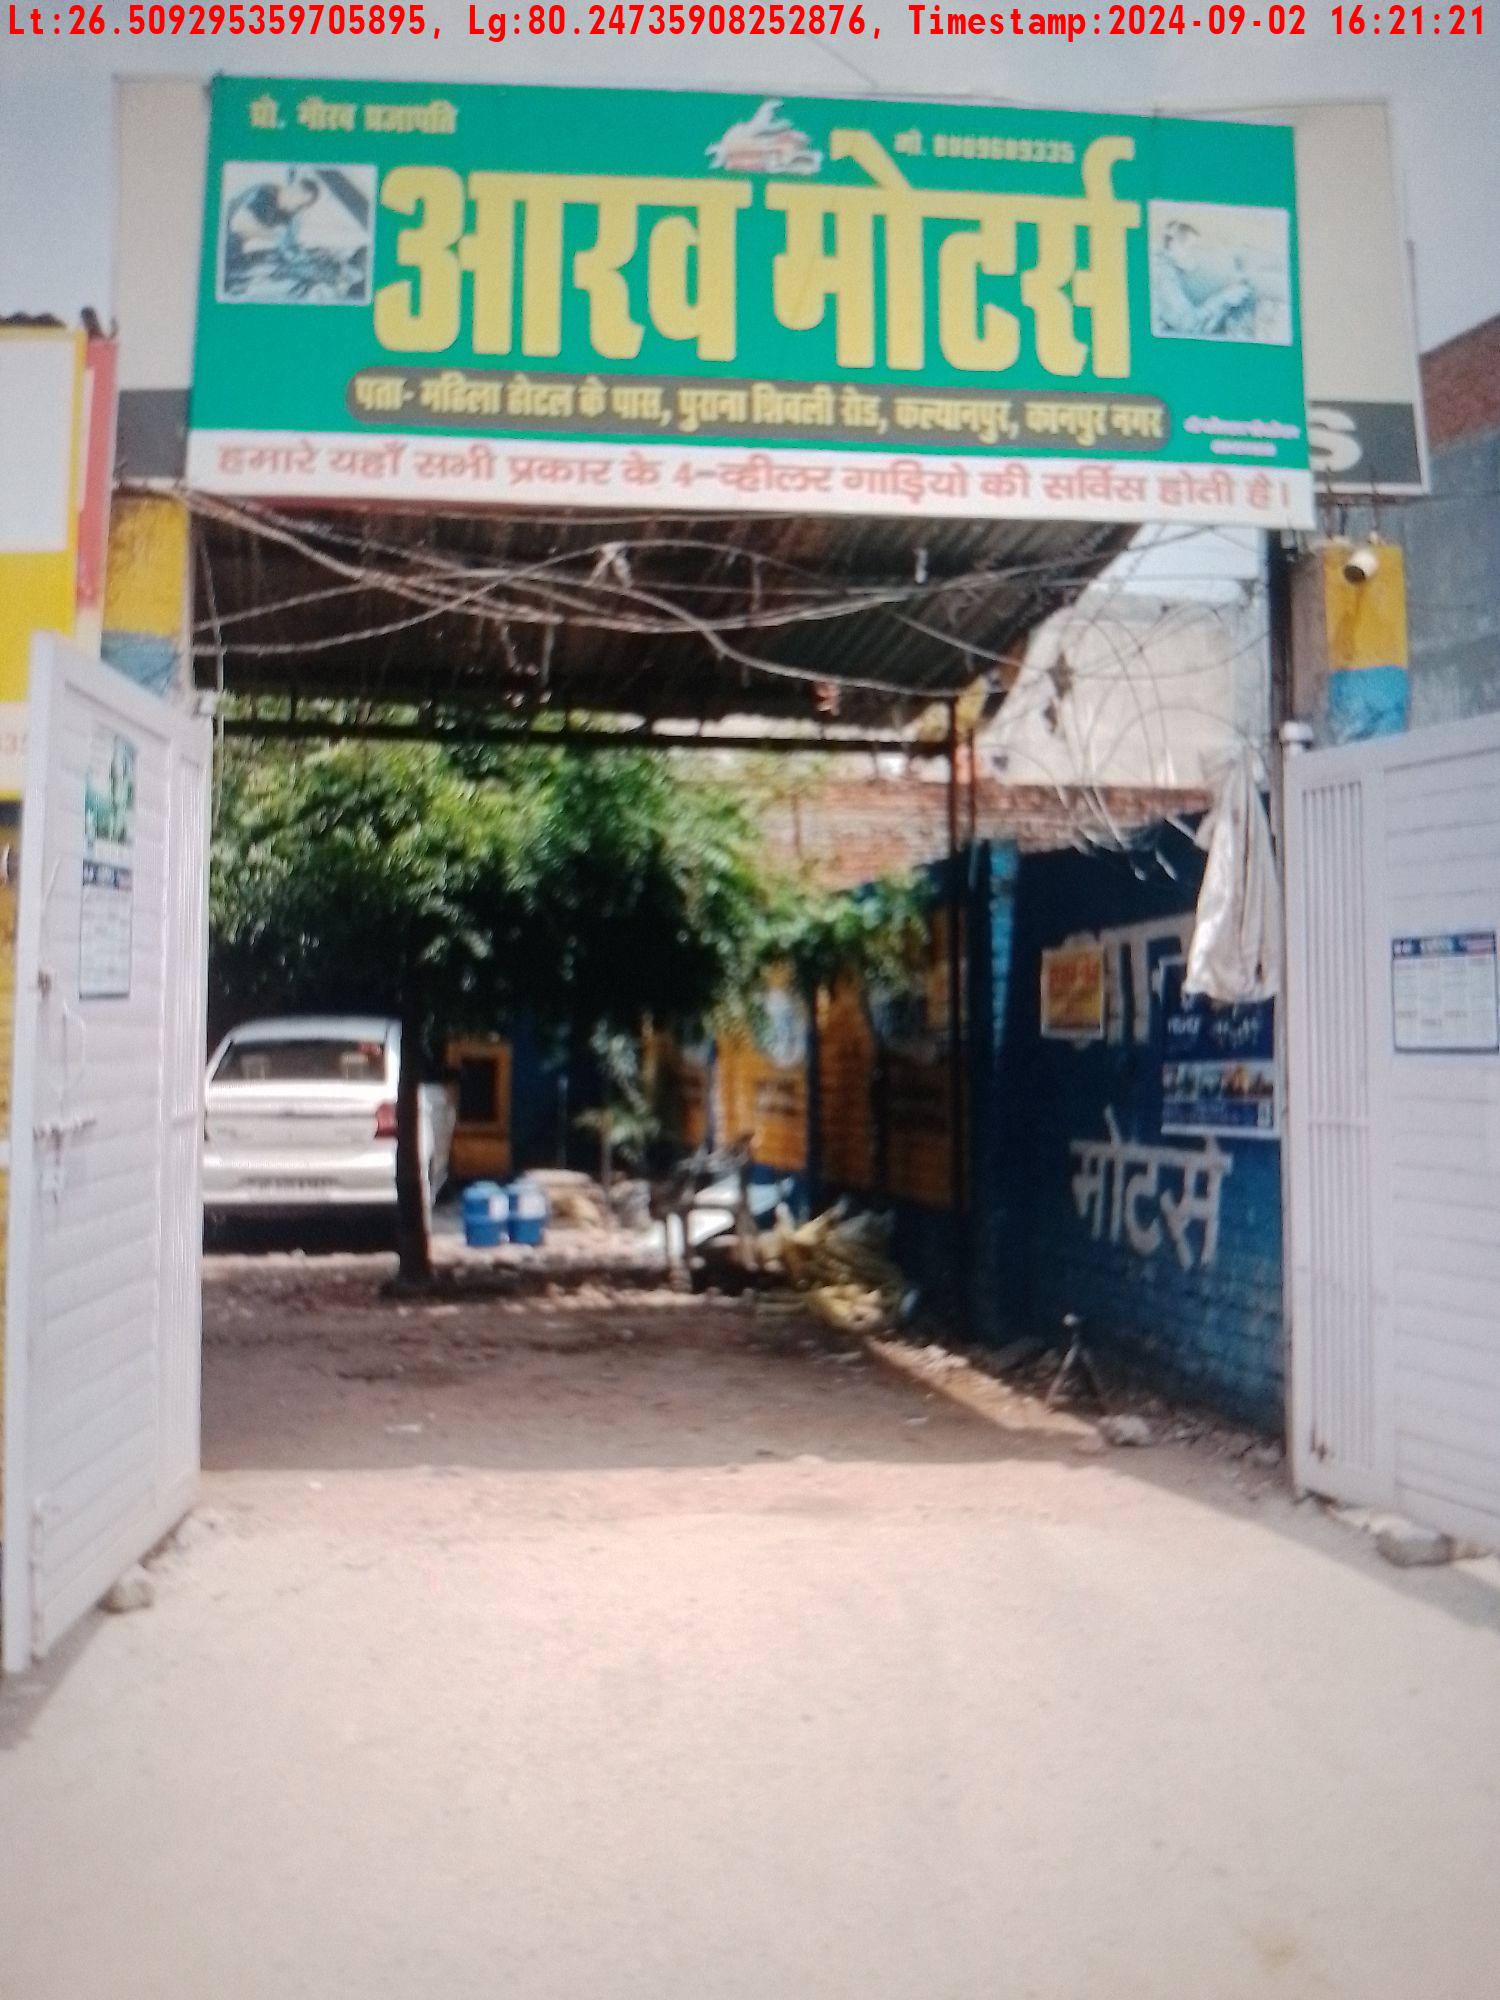 Lt:26.509295359705895, Lg:80.24735908252876, Timestamp:2024-09-02 16:21:21
प्रो. गौरव प्रजापति
मो. 8009609335
आरव मोटर्स
पता- महिला होटल के पास, पुराना शिवली रोड, कल्यानपुर, कानपुर नगर
हमारे यहाँ सभी प्रकार के 4-व्हीलर गाड़ियो की सर्विस होती है।
S
मोटर्स